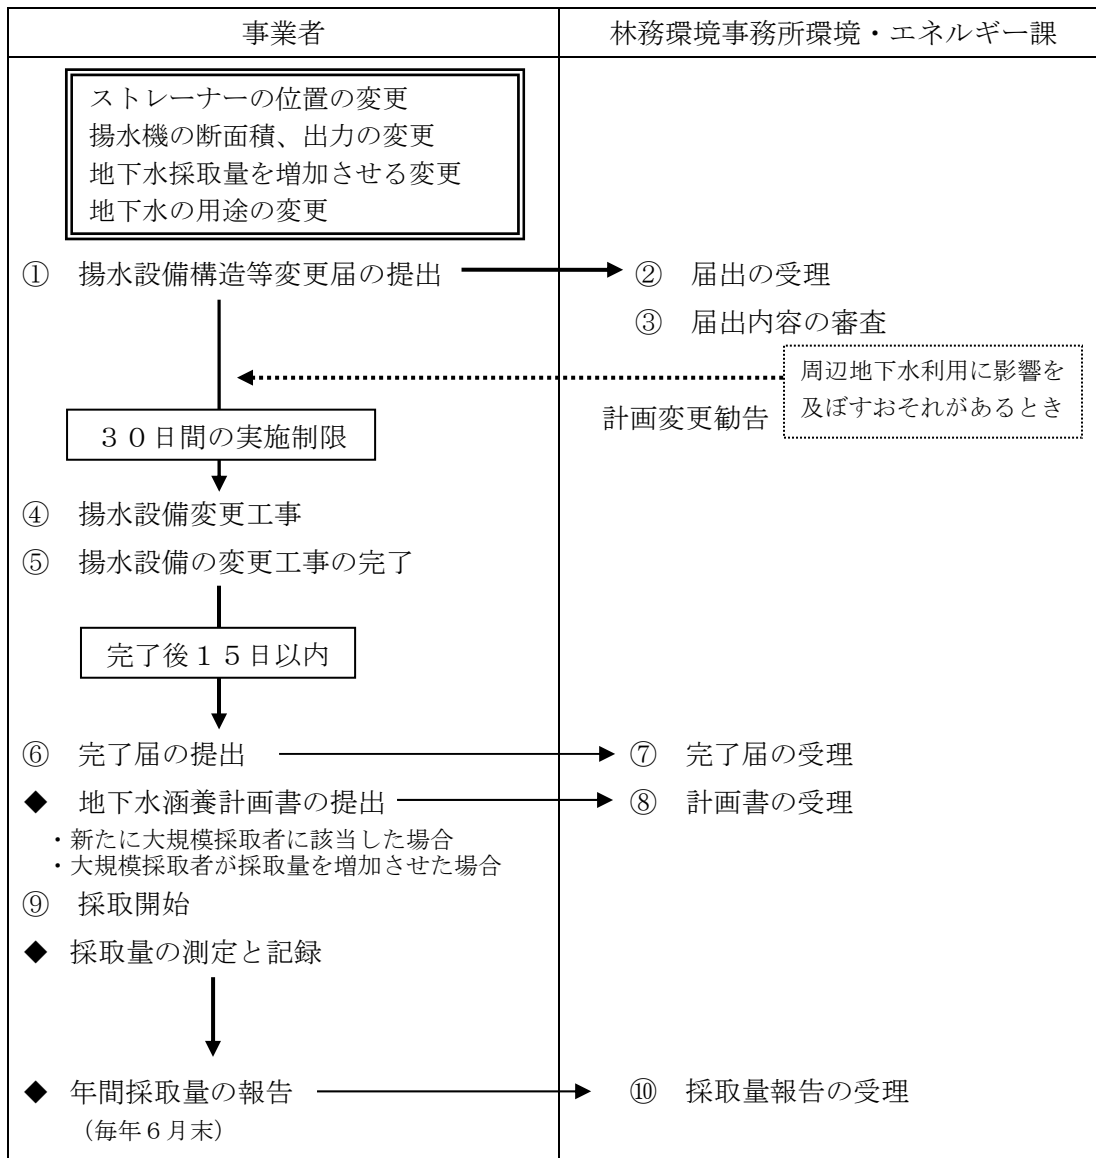 事業者
林務環境事務所環境・エネルギー課
ストレーナーの位置の変更
揚水機の断面積、出力の変更
地下水採取量を増加させる変更
地下水の用途の変更
① 揚水設備構造等変更届の提出
② 届出の受理
③ 届出内容の審査
周辺地下水利用に影響を
及ぼすおそれがあるとき
計画変更勧告
３０日間の実施制限
④ 揚水設備変更工事
⑤ 揚水設備の変更工事の完了
完了後１５日以内
⑥ 完了届の提出
⑦ 完了届の受理
◆ 地下水涵養計画書の提出
⑧ 計画書の受理
・新たに大規模採取者に該当した場合
・大規模採取者が採取量を増加させた場合
⑨ 採取開始
◆ 採取量の測定と記録
◆ 年間採取量の報告
⑩ 採取量報告の受理
（毎年６月末）